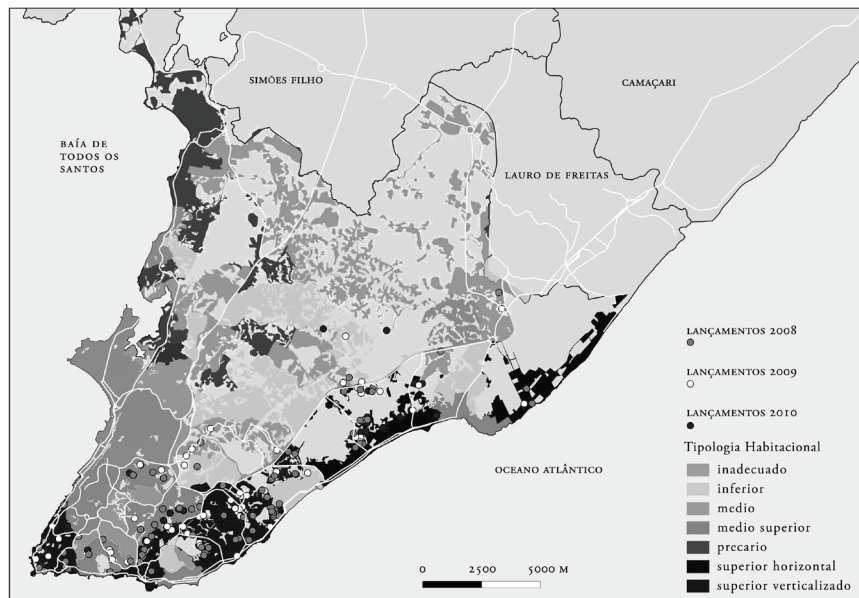 SIMÕES FILHO
CAMAÇARI
BAÍA DE
TODOS OS
SANTOS
LAURO DE FREITAS
LANÇAMENTOS 2008
LANÇAMENTOS 2009
LANÇAMENTOS 2010
Tipologia Habitacional
OCEANO ATLÂNTICO
inadecuado
inferior
medio
medio superior
precario
superior horizontal
superior verticalizado
0 2500 5000 M